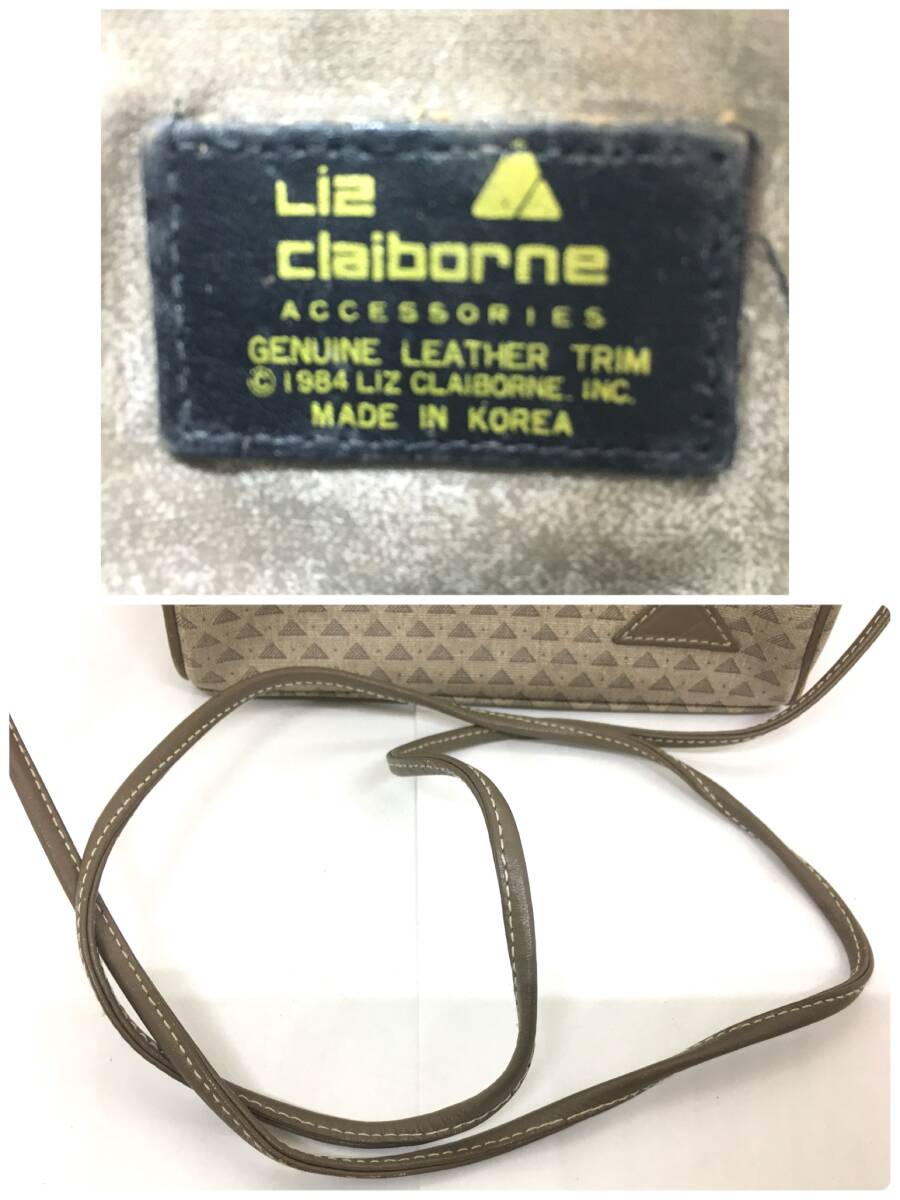 Liz
claiborne
ACCESSORIES
GENUINE LEATHER TRIM
© 1984 LIZ CLAIBORNE. INC.
MADE IN KOREA